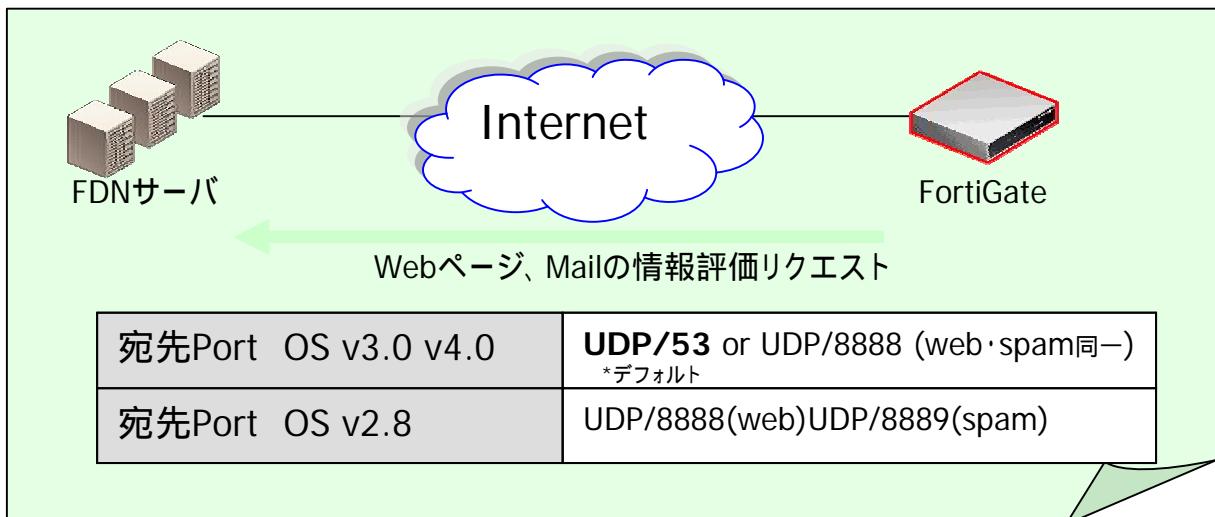 Internet
FDNサーバ
FortiGate
Webページ、Mailの情報評価リクエスト
宛先Port OS v3.0 v4.0
UDP/53 or UDP/8888 (web・spam同一)
*デフォルト
宛先Port OS v2.8
UDP/8888(web)UDP/8889(spam)